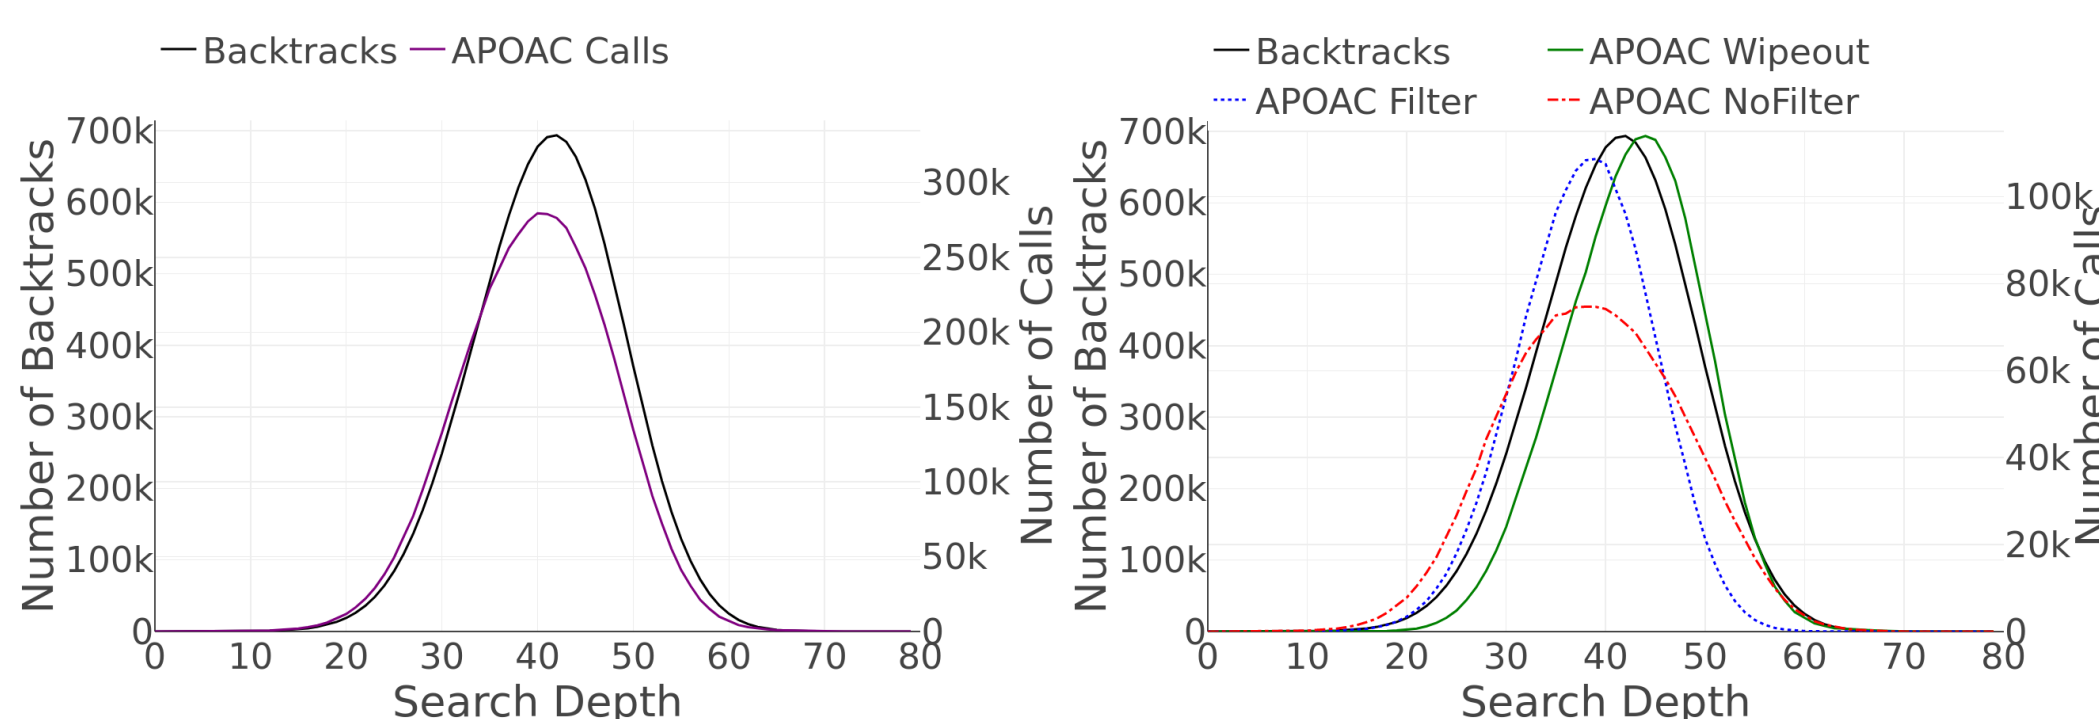 Backtracks APOAC Calls
700k
600k
500k
400k
300k
200k
100k
0
Number of Backtracks
300k
250k
200k
150k
100k
50k
0
Number of Calls
0 10 20 30 40 50 60 70 80
Search Depth
Backtracks APOAC Wipeout
APOAC Filter APOAC NoFilter
700k
600k
500k
400k
300k
200k
100k
0
Number of Backtracks
100k
80k
60k
40k
20k
0
Number of Calls
0 10 20 30 40 50 60 70 80
Search Depth